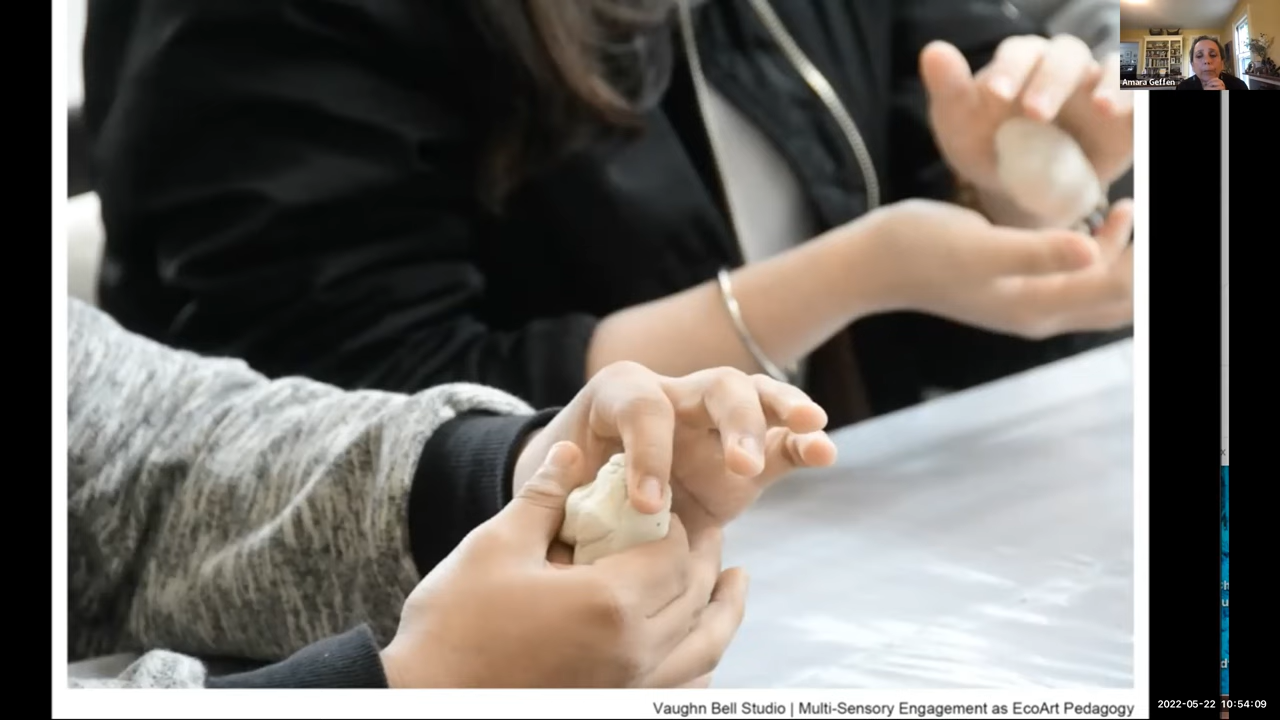 Amara Geffen
Vaughn Bell Studio | Multi-Sensory Engagement as EcoArt Pedagogy
2022-05-22 10:54:09